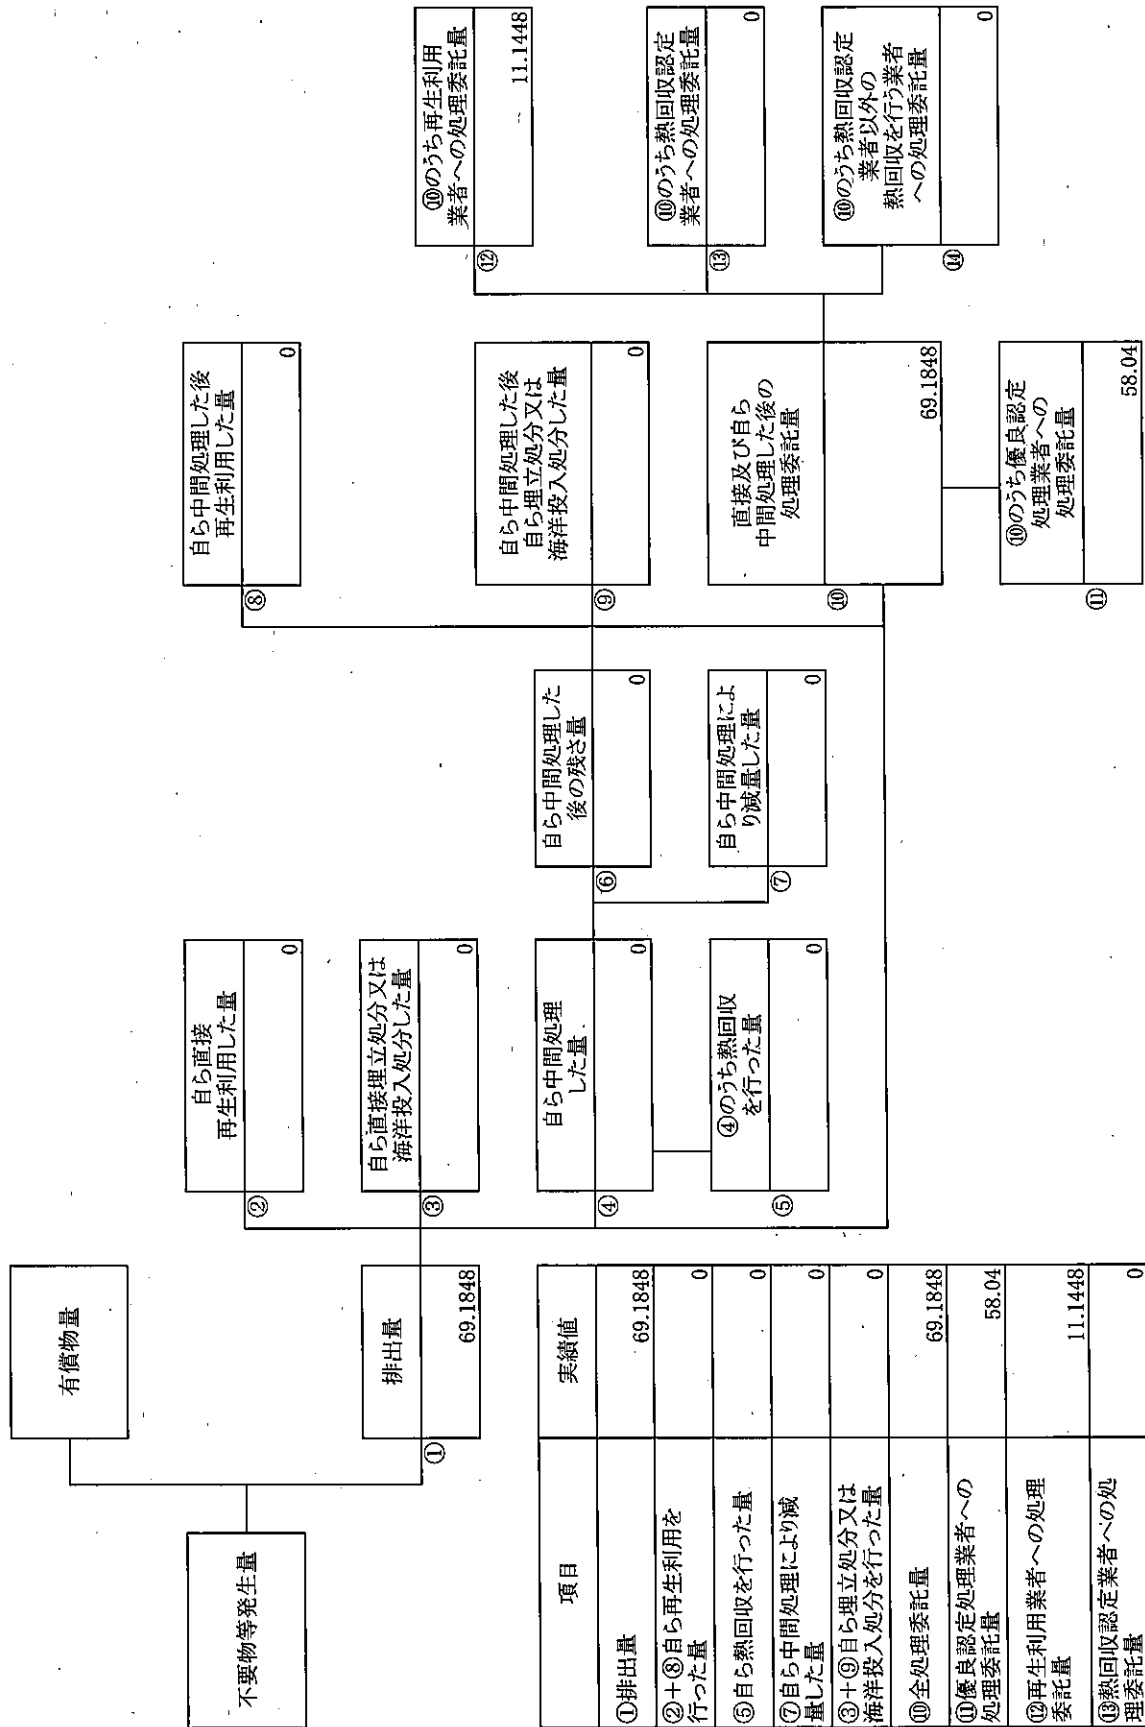 不要物等発生量
有償物量
①
排出量
69.1848
②
自ら直接
再生利用した量
0
③
自ら直接埋立処分又は
海洋投入処分した量
0
④
自ら中間処理
した量
0
⑤
④のうち熱回収
を行った量
0
⑥
自ら中間処理した
後の残さ量
0
⑦
自ら中間処理によ
り減量した量
0
⑧
自ら中間処理した後
再生利用した量
0
⑨
自ら中間処理した後
自ら埋立処分又は
海洋投入処分した量
0
⑩
直接及び自ら
中間処理した後の
処理委託量
69.1848
⑪
⑩のうち優良認定
処理業者への
処理委託量
58.04
⑫
⑩のうち再生利用
業者への処理委託量
11.1448
⑬
⑩のうち熱回収認定
業者への処理委託量
0
⑭
⑩のうち熱回収認定
業者以外の
熱回収を行う業者
への処理委託量
0
項目 実績値
①排出量 69.1848
②+⑧自ら再生利用を
行った量 0
⑤自ら熱回収を行った量 0
⑦自ら中間処理により減
量した量 0
③+⑨自ら埋立処分又は
海洋投入処分を行った量 0
⑩全処理委託量 69.1848
⑪優良認定処理業者への
処理委託量 58.04
⑫再生利用業者への処理
委託量 11.1448
⑬熱回収認定業者への処
理委託量 0